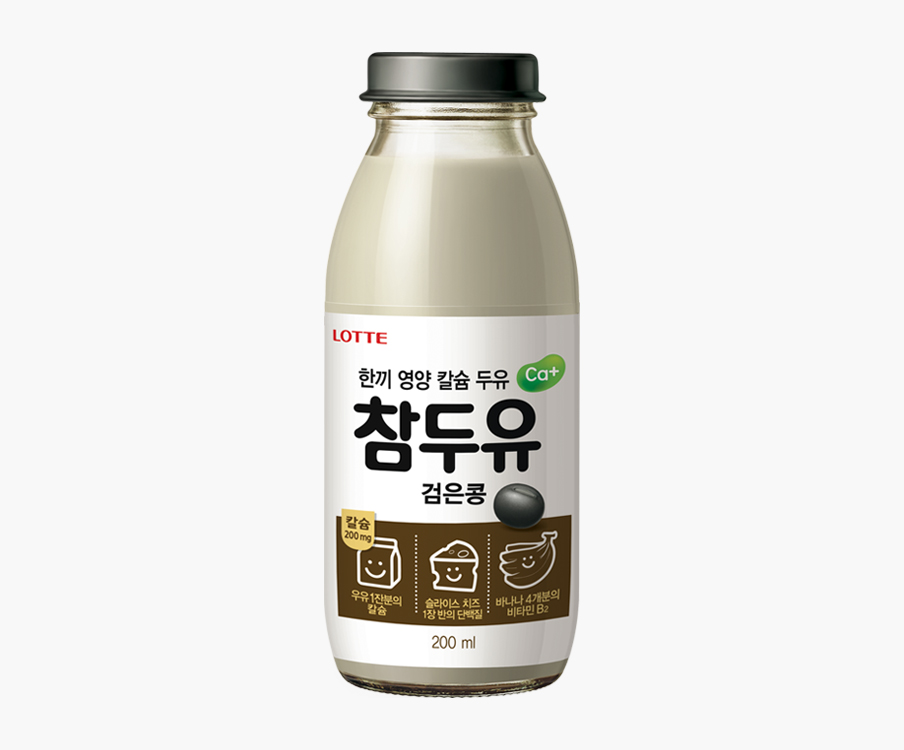 LOTTE
한끼 영양 칼슘 두유 Ca+
참두유
검은콩
칼슘
200 mg
우유 1잔분의
칼슘
슬라이스 치즈
1장 반의 단백질
바나나 4개분의
비타민 B2
200 ml